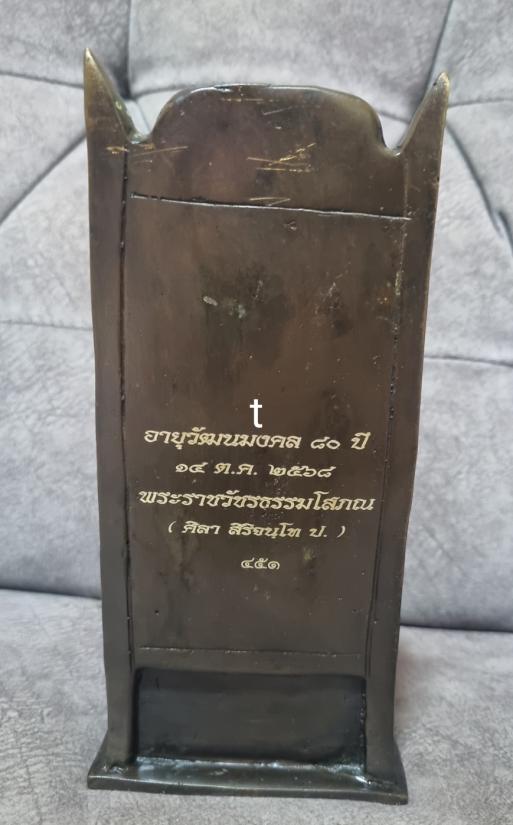 t
อายุวัฒนมงคล ๘๐ ปี
๑๔ ต.ค. ๒๕๖๘
พระราชวัชรธรรมโสภณ
( ศิลา สิริจนฺโท ป. )
๔๕๑